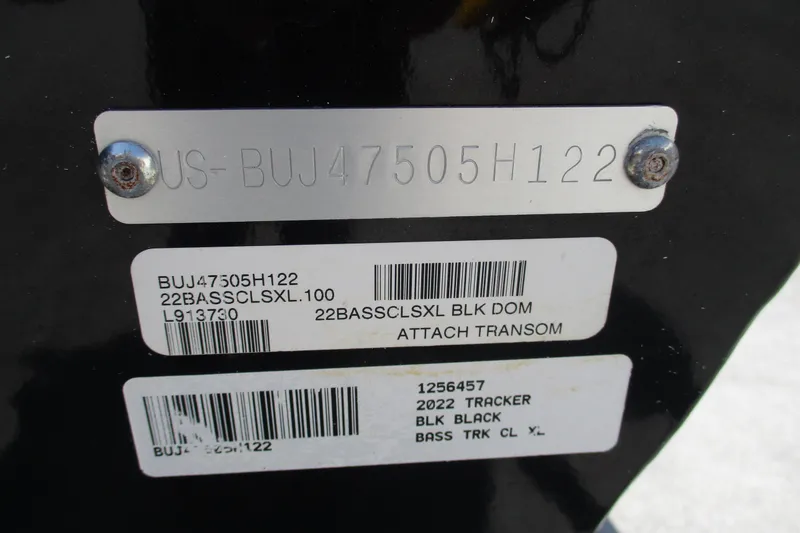 US-BUJ47505H122
BUJ47505H122
22BASSCLSXL.100
L913730
22BASSCLSXL BLK DOM
ATTACH TRANSOM
1256457
2022 TRACKER
BLK BLACK
BASS TRK CL XL